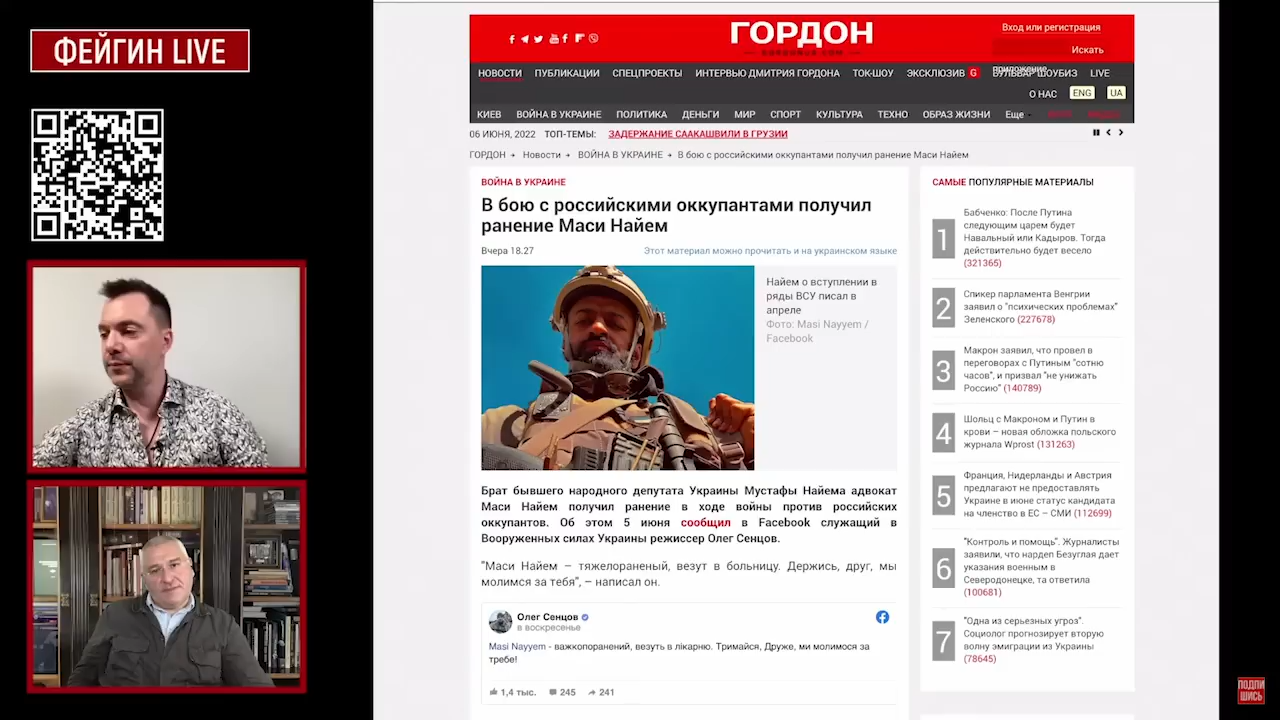 ФЕЙГИН LIVE
ГОРДОН
Вход или регистрация
Искать
НОВОСТИ ПУБЛИКАЦИИ СПЕЦПРОЕКТЫ ИНТЕРВЬЮ ДМИТРИЯ ГОРДОНА ТОК-ШОУ ЭКСКЛЮЗИВ G БУЛЬВАР ШОУБИЗ LIVE
приложение
О НАС ENG UA
КИЕВ ВОЙНА В УКРАИНЕ ПОЛИТИКА ДЕНЬГИ МИР СПОРТ КУЛЬТУРА ТЕХНО ОБРАЗ ЖИЗНИ Еще
06 ИЮНЯ, 2022 ТОП-ТЕМЫ: ЗАДЕРЖАНИЕ СААКАШВИЛИ В ГРУЗИИ
ГОРДОН Новости ВОЙНА В УКРАИНЕ В бою с российскими оккупантами получил ранение Маси Найем
ВОЙНА В УКРАИНЕ
В бою с российскими оккупантами получил
ранение Маси Найем
Вчера 18.27 Этот материал можно прочитать и на украинском языке
Найем о вступлении в
ряды ВСУ писал в
апреле
Фото: Masi Nayyem /
Facebook
Брат бывшего народного депутата Украины Мустафы Найема адвокат
Маси Найем получил ранение в ходе войны против российских
оккупантов. Об этом 5 июня сообщил в Facebook служащий в
Вооруженных силах Украины режиссер Олег Сенцов.
"Маси Найем – тяжелораненый, везут в больницу. Держись, друг, мы
молимся за тебя", – написал он.
Олег Сенцов
в воскресенье
Masi Nayyem - важкопоранений, везуть в лікарню. Тримайся, Друже, ми молимося за
требе!
1,4 тыс. 245 241
САМЫЕ ПОПУЛЯРНЫЕ МАТЕРИАЛЫ
1
Бабченко: После Путина
следующим царем будет
Навальный или Кадыров. Тогда
действительно будет весело
(321365)
2
Спикер парламента Венгрии
заявил о "психических проблемах"
Зеленского (227678)
3
Макрон заявил, что провел в
переговорах с Путиным "сотню
часов", и призвал "не унижать
Россию" (140789)
4
Шольц с Макроном и Путин в
крови – новая обложка польского
журнала Wprost (131263)
5
Франция, Нидерланды и Австрия
предлагают не предоставлять
Украине в июне статус кандидата
на членство в ЕС – СМИ (112699)
6
"Контроль и помощь". Журналисты
заявили, что нардеп Безуглая дает
указания военным в
Северодонецке, та ответила
(100681)
7
"Одна из серьезных угроз".
Социолог прогнозирует вторую
волну эмиграции из Украины
(78645)
ПОДПИ
ШИСЬ